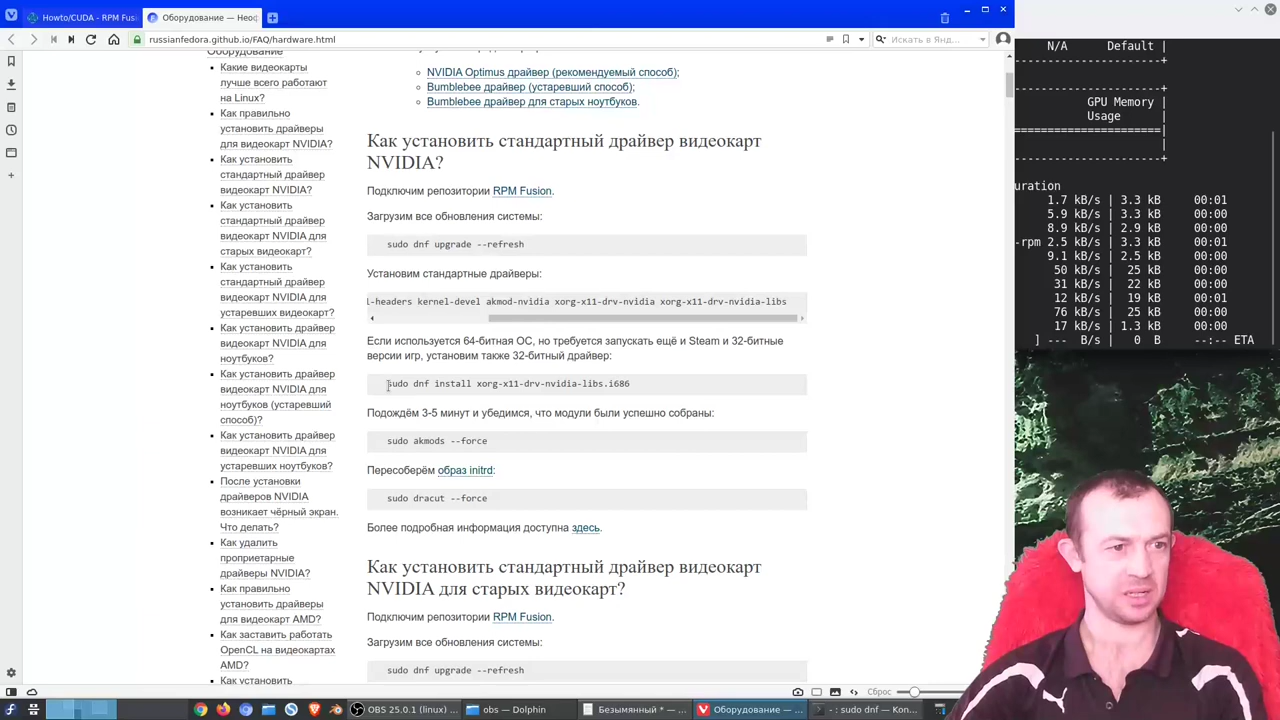 Howto/CUDA - RPM Fus
Оборудование — Нео
russianfedora.github.io/FAQ/hardware.html
Искать в Янд...
Оборудование
Какие видеокарты
лучше всего работают
на Linux?
Как правильно
установить драйверы
для видеокарт NVIDIA?
Как установить
стандартный драйвер
видеокарт NVIDIA?
Как установить
стандартный драйвер
видеокарт NVIDIA для
старых видеокарт?
Как установить
стандартный драйвер
видеокарт NVIDIA для
устаревших видеокарт?
Как установить драйвер
видеокарт NVIDIA для
ноутбуков?
Как установить драйвер
видеокарт NVIDIA для
ноутбуков (устаревший
способ)?
Как установить драйвер
видеокарт NVIDIA для
устаревших ноутбуков?
После установки
драйверов NVIDIA
возникает чёрный экран.
Что делать?
Как удалить
проприетарные
драйверы NVIDIA?
Как правильно
установить драйверы
для видеокарт AMD?
Как заставить работать
OpenCL на видеокартах
AMD?
Как установить
NVIDIA Optimus драйвер (рекомендуемый способ);
Bumblebee драйвер (устаревший способ);
Bumblebee драйвер для старых ноутбуков.
Как установить стандартный драйвер видеокарт
NVIDIA?
Подключим репозитории RPM Fusion.
Загрузим все обновления системы:
sudo dnf upgrade --refresh
Установим стандартные драйверы:
l-headers kernel-devel akmod-nvidia xorg-x11-drv-nvidia xorg-x11-drv-nvidia-libs
Если используется 64-битная ОС, но требуется запускать ещё и Steam и 32-битные
версии игр, установим также 32-битный драйвер:
sudo dnf install xorg-x11-drv-nvidia-libs.i686
Подождём 3-5 минут и убедимся, что модули были успешно собраны:
sudo akmods --force
Пересоберём образ initrd:
sudo dracut --force
Более подробная информация доступна здесь.
Как установить стандартный драйвер видеокарт
NVIDIA для старых видеокарт?
Подключим репозитории RPM Fusion.
Загрузим все обновления системы:
sudo dnf upgrade --refresh
N/A Default |
-------------------+
-------------------+
GPU Memory |
Usage |
===================|
|
-------------------+
uration
1.7 kB/s | 3.3 kB 00:01
5.9 kB/s | 3.3 kB 00:00
8.9 kB/s | 2.9 kB 00:00
-rpm 2.5 kB/s | 3.3 kB 00:01
9.1 kB/s | 2.5 kB 00:00
50 kB/s | 25 kB 00:00
31 kB/s | 22 kB 00:00
12 kB/s | 19 kB 00:01
76 kB/s | 25 kB 00:00
17 kB/s | 1.3 kB 00:00
] --- B/s | 0 B --:-- ETA
Сброс
OBS 25.0.1 (linux) ...
obs — Dolphin
Безымянный * — ...
Оборудование — ...
- : sudo dnf — Kon...